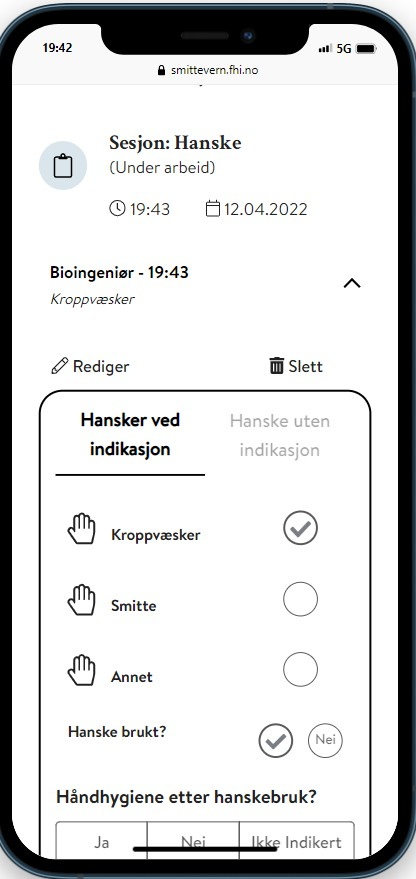 19:42
5G
smittevern.fhi.no
Sesjon: Hanske
(Under arbeid)
19:43 12.04.2022
Bioingeniør - 19:43
Kroppvæsker
Rediger Slett
Hansker ved
indikasjon
Hanske uten
indikasjon
Kroppvæsker
Smitte
Annet
Hanske brukt? Nei
Håndhygiene etter hanskebruk?
Ja Nei Ikke Indikert